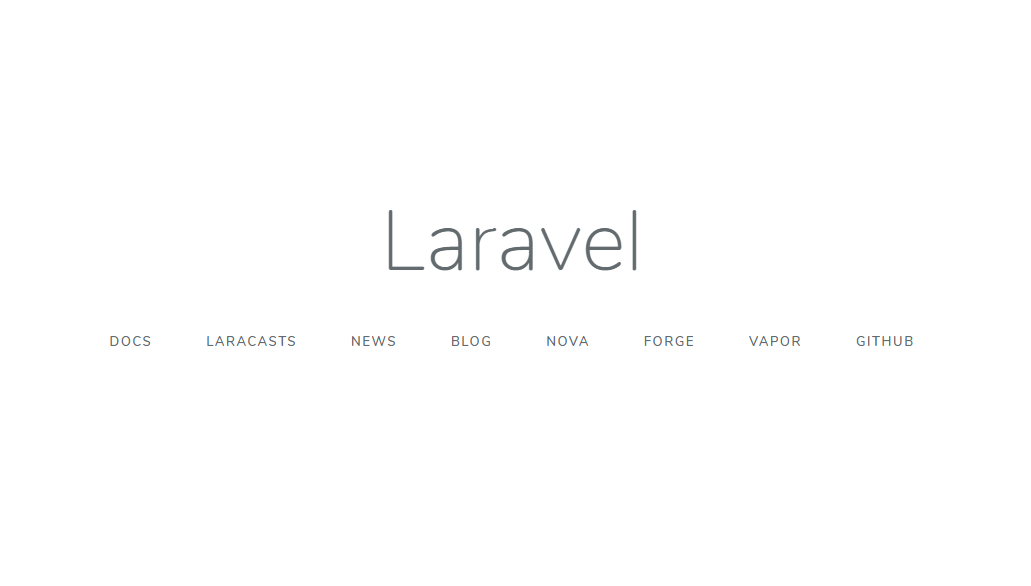 Laravel
DOCS LARACASTS NEWS BLOG NOVA FORGE VAPOR GITHUB